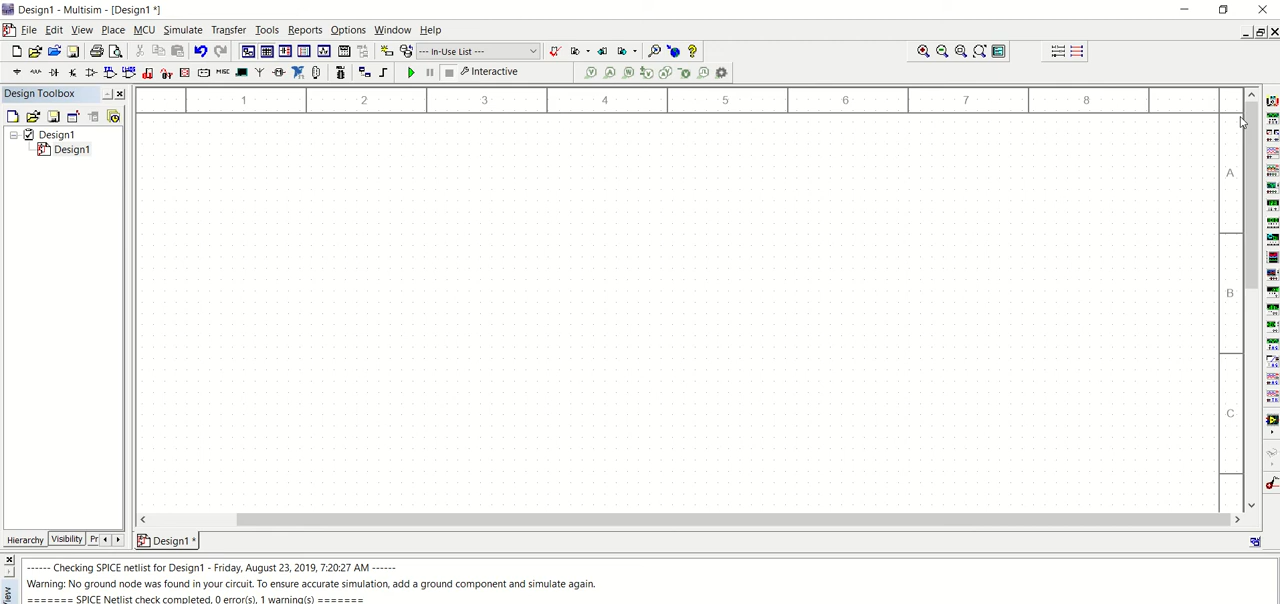 Design1 - Multisim - [Design1 *]
File Edit View Place MCU Simulate Transfer Tools Reports Options Window Help
--- In-Use List ---
MISC Interactive
Design Toolbox
1 2 3 4 5 6 7 8
Design1
Design1
A
B
C
Hierarchy Visibility Pr
Design1 *
------ Checking SPICE netlist for Design1 - Friday, August 23, 2019, 7:20:27 AM ------
Warning: No ground node was found in your circuit. To ensure accurate simulation, add a ground component and simulate again.
======= SPICE Netlist check completed, 0 error(s), 1 warning(s) =======